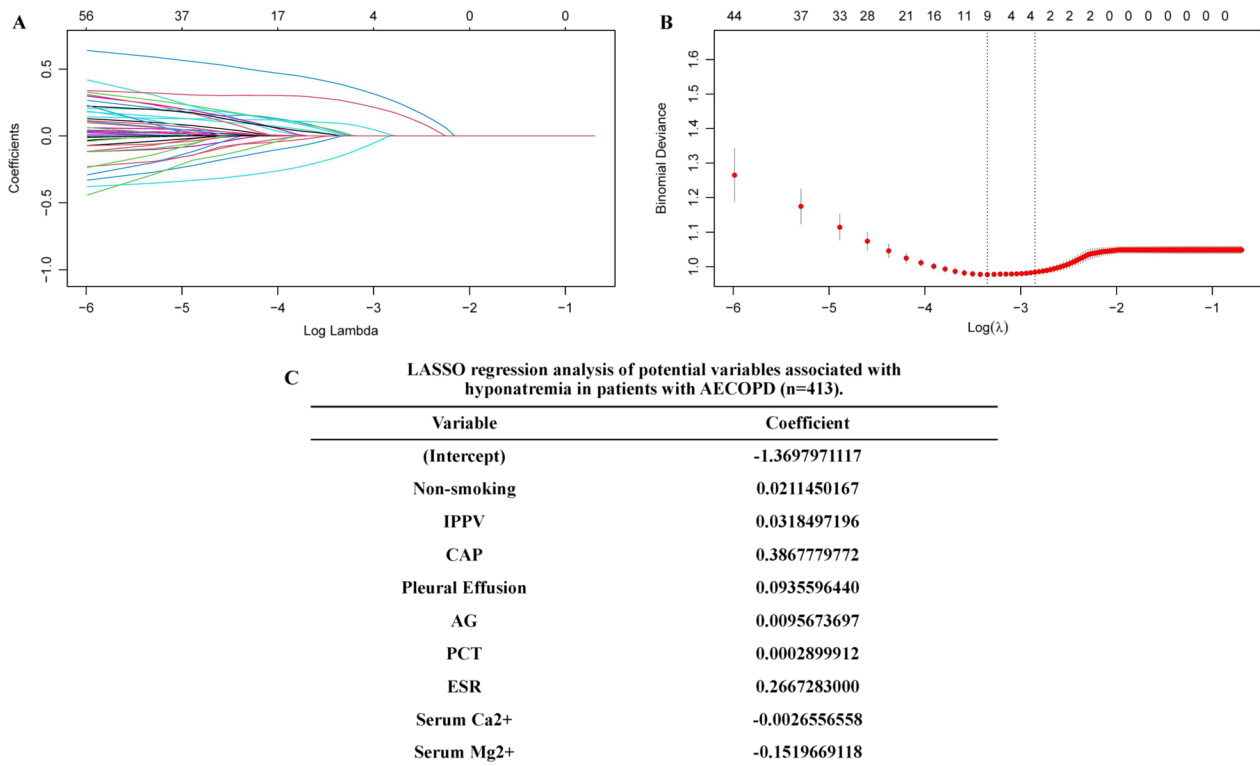 A
56 37 17 4 0 0
Coefficients
0.5
0.0
−0.5
−1.0
−6 −5 −4 −3 −2 −1
Log Lambda
B
44 37 33 28 21 16 11 9 4 4 2 2 2 0 0 0 0 0 0 0
Binomial Deviance
1.6
1.5
1.4
1.3
1.2
1.1
1.0
−6 −5 −4 −3 −2 −1
Log(λ)
C
LASSO regression analysis of potential variables associated with
hyponatremia in patients with AECOPD (n=413).
Variable Coefficient
(Intercept) -1.3697971117
Non-smoking 0.0211450167
IPPV 0.0318497196
CAP 0.3867779772
Pleural Effusion 0.0935596440
AG 0.0095673697
PCT 0.0002899912
ESR 0.2667283000
Serum Ca2+ -0.0026556558
Serum Mg2+ -0.1519669118